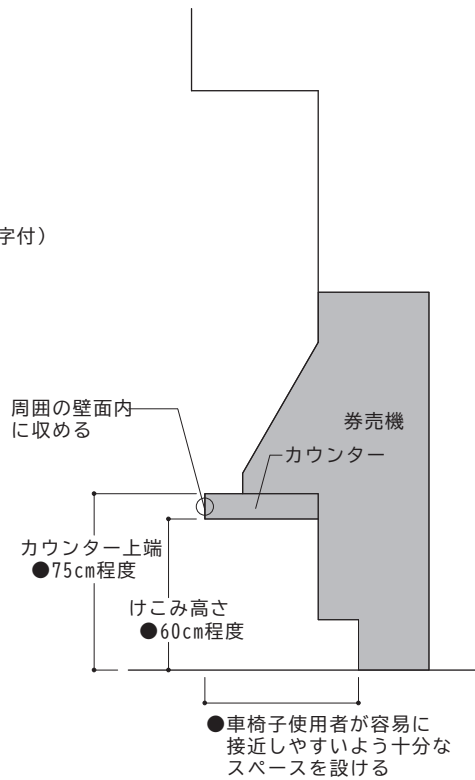 字付）
周囲の壁面内
に収める
券売機
カウンター
カウンター上端
●75cm程度
けこみ高さ
●60cm程度
●車椅子使用者が容易に
接近しやすいよう十分な
スペースを設ける